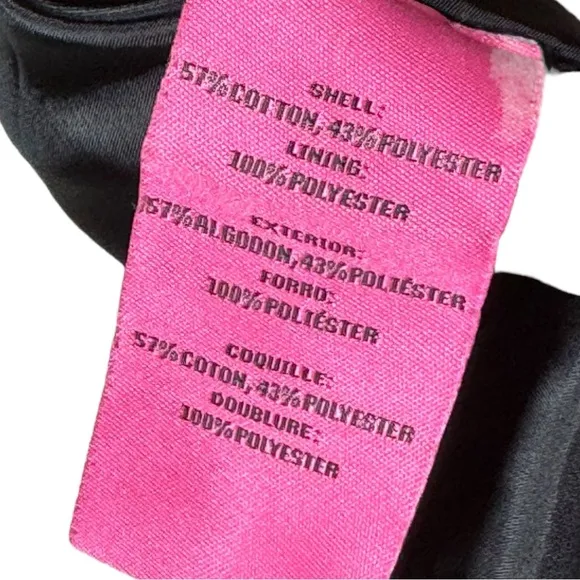 SHELL:
57% COTTON, 43% POLYESTER
LINING:
100% POLYESTER
EXTERIOR:
57% ALGODON, 43% POLIÉSTER
FORRO:
100% POLIÉSTER
COQUILLE:
57% COTON, 43% POLYESTER
DOUBLURE:
100% POLYESTER